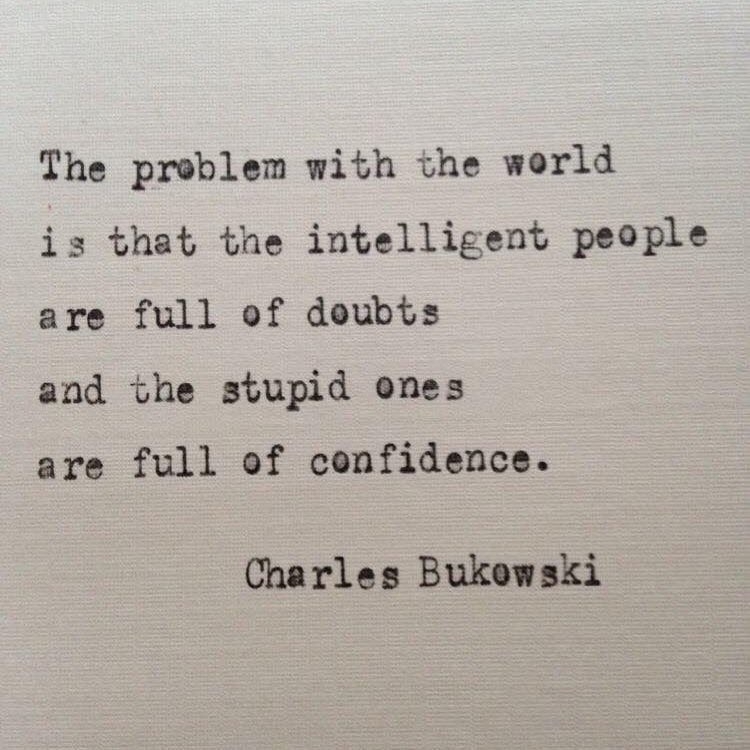 The problem with the world
is that the intelligent people
are full of doubts
and the stupid ones
are full of confidence.
Charles Bukowski